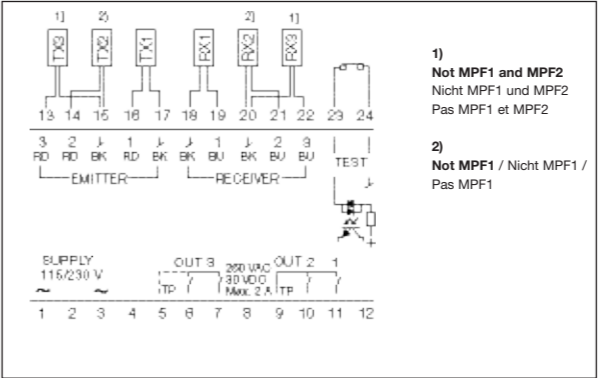 1] 2) 2] 1]
TX3 TX2 TX1 RX1 RX2 RX3
13 14 15 16 17 18 19 20 21 22 23 24
3 2 1 1 2 3
RD RD BK RD BK BK BU BK BU BU
EMITTER RECEIVER TEST
+
SUPPLY
115/230 V
~ ~
OUT 3 OUT 2 1
250 VAC
30 VDC
Max. 2 A
TP TP
1 2 3 4 5 6 7 8 9 10 11 12
1)
Not MPF1 and MPF2
Nicht MPF1 und MPF2
Pas MPF1 et MPF2
2)
Not MPF1 / Nicht MPF1 /
Pas MPF1